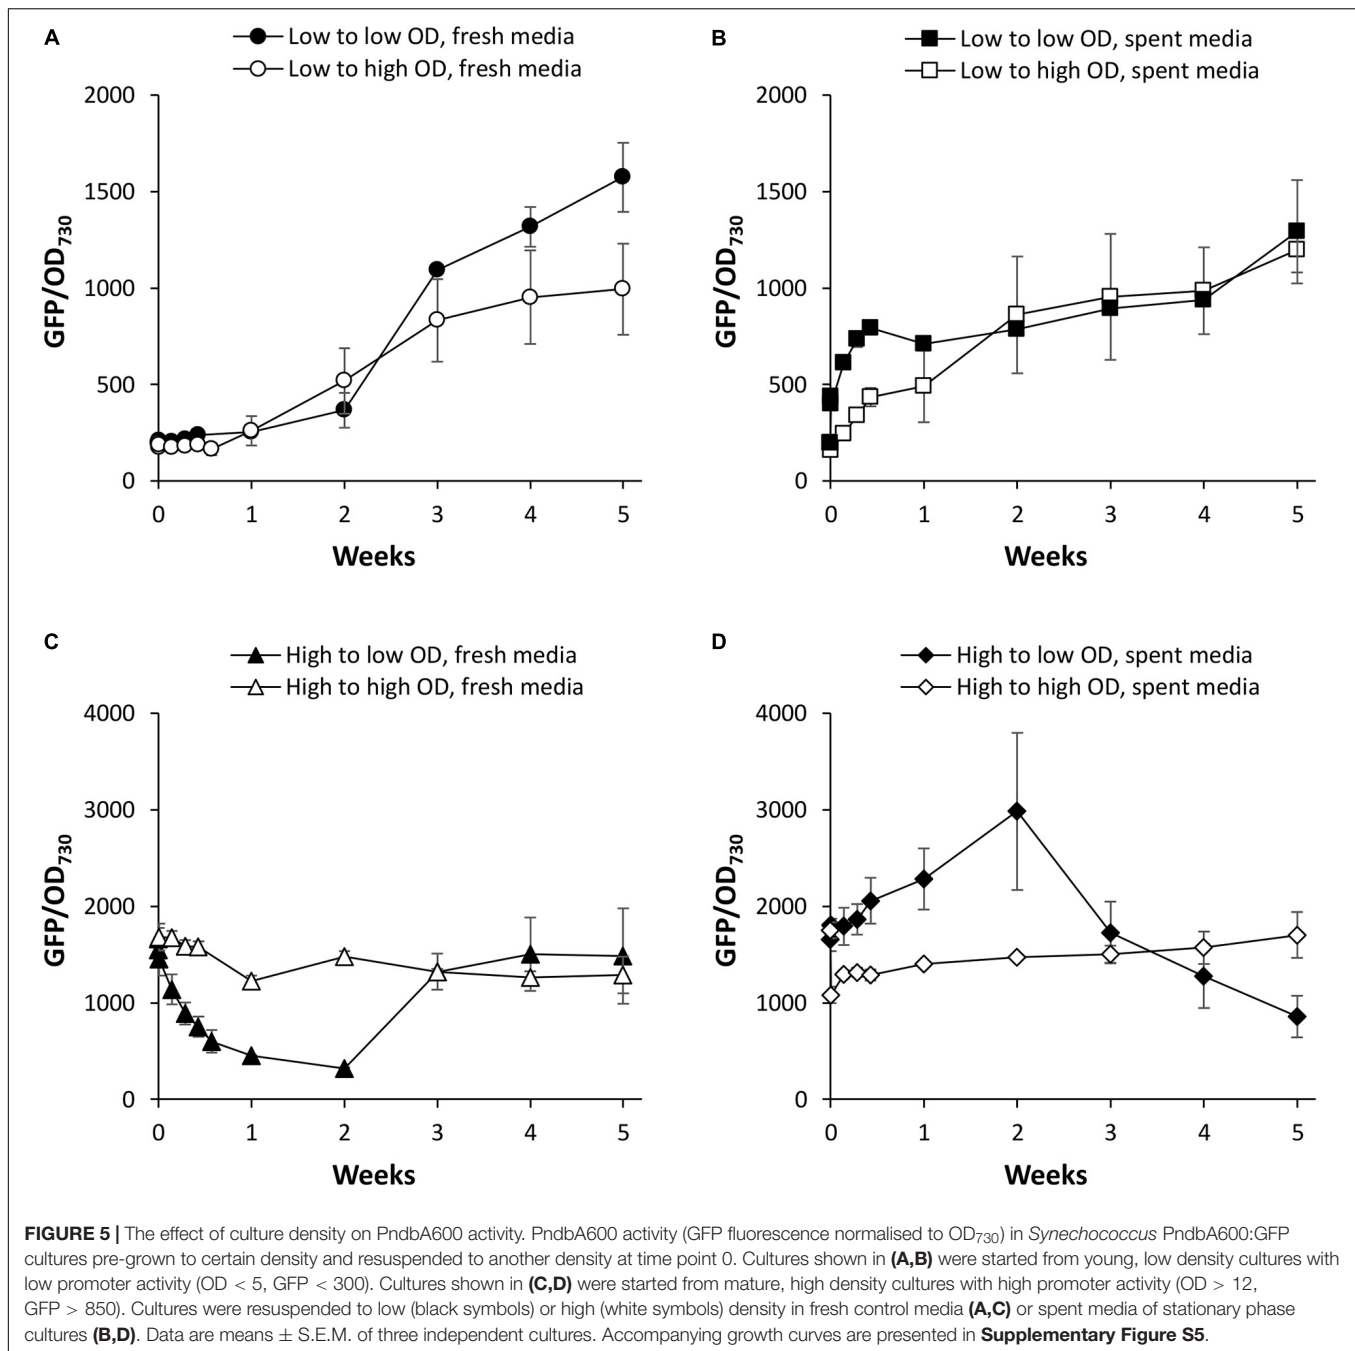 A
Low to low OD, fresh media
Low to high OD, fresh media
2000
1500
1000
500
0
GFP/OD730
0 1 2 3 4 5
Weeks
B
Low to low OD, spent media
Low to high OD, spent media
2000
1500
1000
500
0
GFP/OD730
0 1 2 3 4 5
Weeks
C
High to low OD, fresh media
High to high OD, fresh media
4000
3000
2000
1000
0
GFP/OD730
0 1 2 3 4 5
Weeks
D
High to low OD, spent media
High to high OD, spent media
4000
3000
2000
1000
0
GFP/OD730
0 1 2 3 4 5
Weeks
FIGURE 5 | The effect of culture density on PndbA600 activity. PndbA600 activity (GFP fluorescence normalised to OD730) in Synechococcus PndbA600:GFP
cultures pre-grown to certain density and resuspended to another density at time point 0. Cultures shown in (A,B) were started from young, low density cultures with
low promoter activity (OD < 5, GFP < 300). Cultures shown in (C,D) were started from mature, high density cultures with high promoter activity (OD > 12,
GFP > 850). Cultures were resuspended to low (black symbols) or high (white symbols) density in fresh control media (A,C) or spent media of stationary phase
cultures (B,D). Data are means ± S.E.M. of three independent cultures. Accompanying growth curves are presented in Supplementary Figure S5.